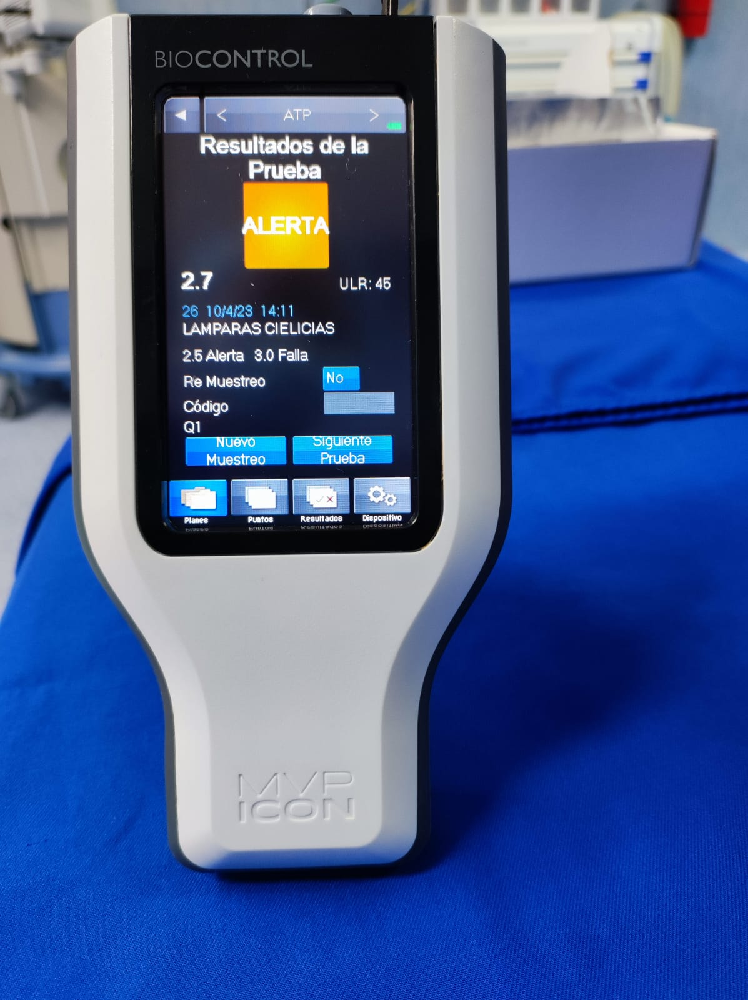 BIOCONTROL
ATP
Resultados de la
Prueba
ALERTA
2.7 ULR: 45
26 10/4/23 14:11
LAMPARAS CIELICIAS
2.5 Alerta 3.0 Falla
Re Muestreo No
Código
Q1
Nuevo Muestreo
Siguiente Prueba
Planes Puntos Resultados Dispositivo
MVP
ICON